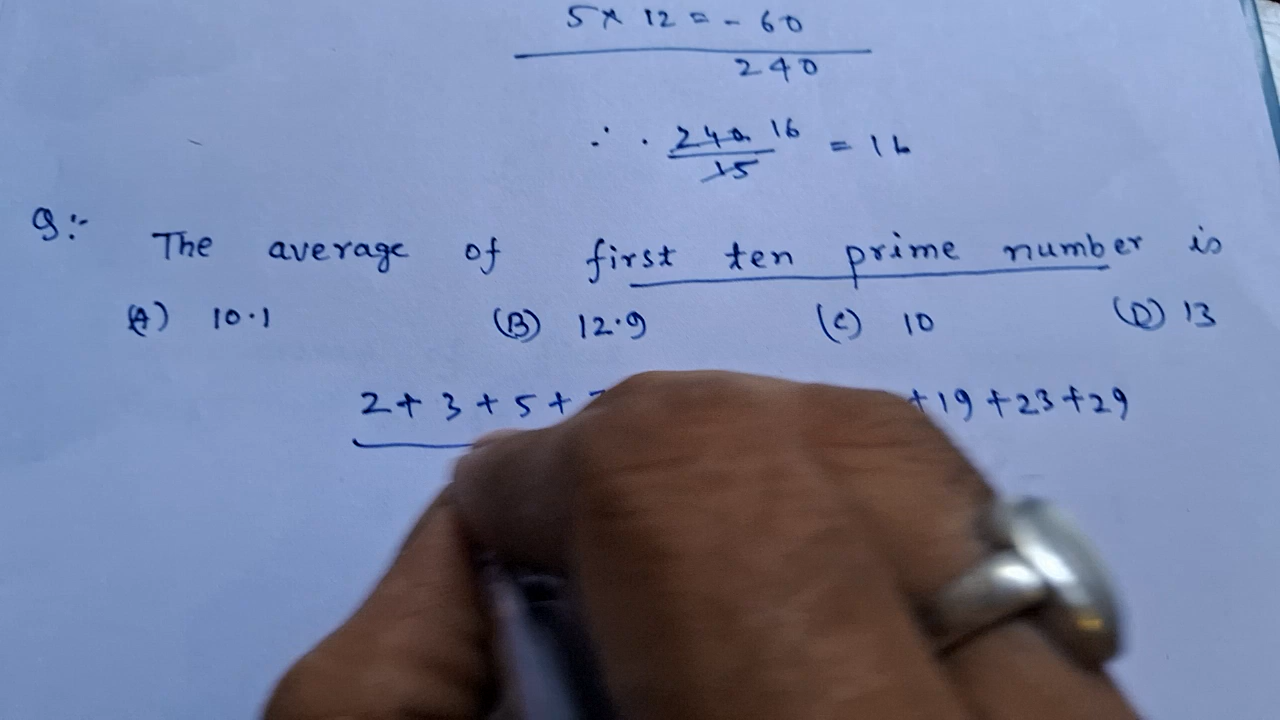 5 x 12 = - 60
240
∴ 240 16 = 16
15
Q:- The average of first ten prime number is
(A) 10.1 (B) 12.9 (C) 10 (D) 13
2 + 3 + 5 + +19 +23+29